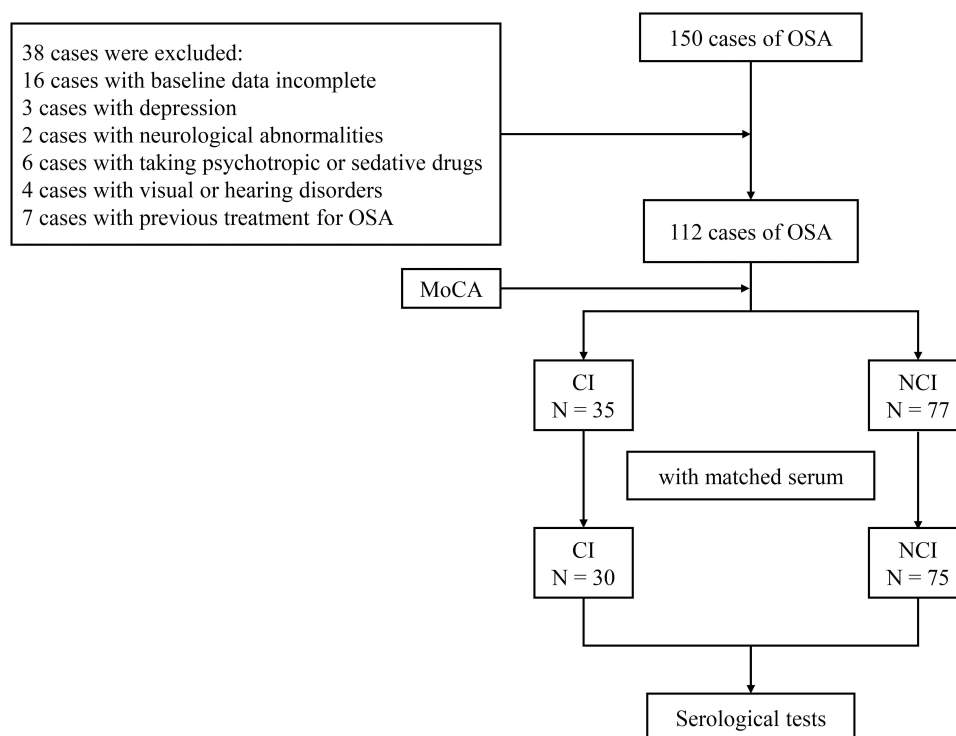 150 cases of OSA
38 cases were excluded:
16 cases with baseline data incomplete
3 cases with depression
2 cases with neurological abnormalities
6 cases with taking psychotropic or sedative drugs
4 cases with visual or hearing disorders
7 cases with previous treatment for OSA
112 cases of OSA
MoCA
CI
N = 35
NCI
N = 77
with matched serum
CI
N = 30
NCI
N = 75
Serological tests